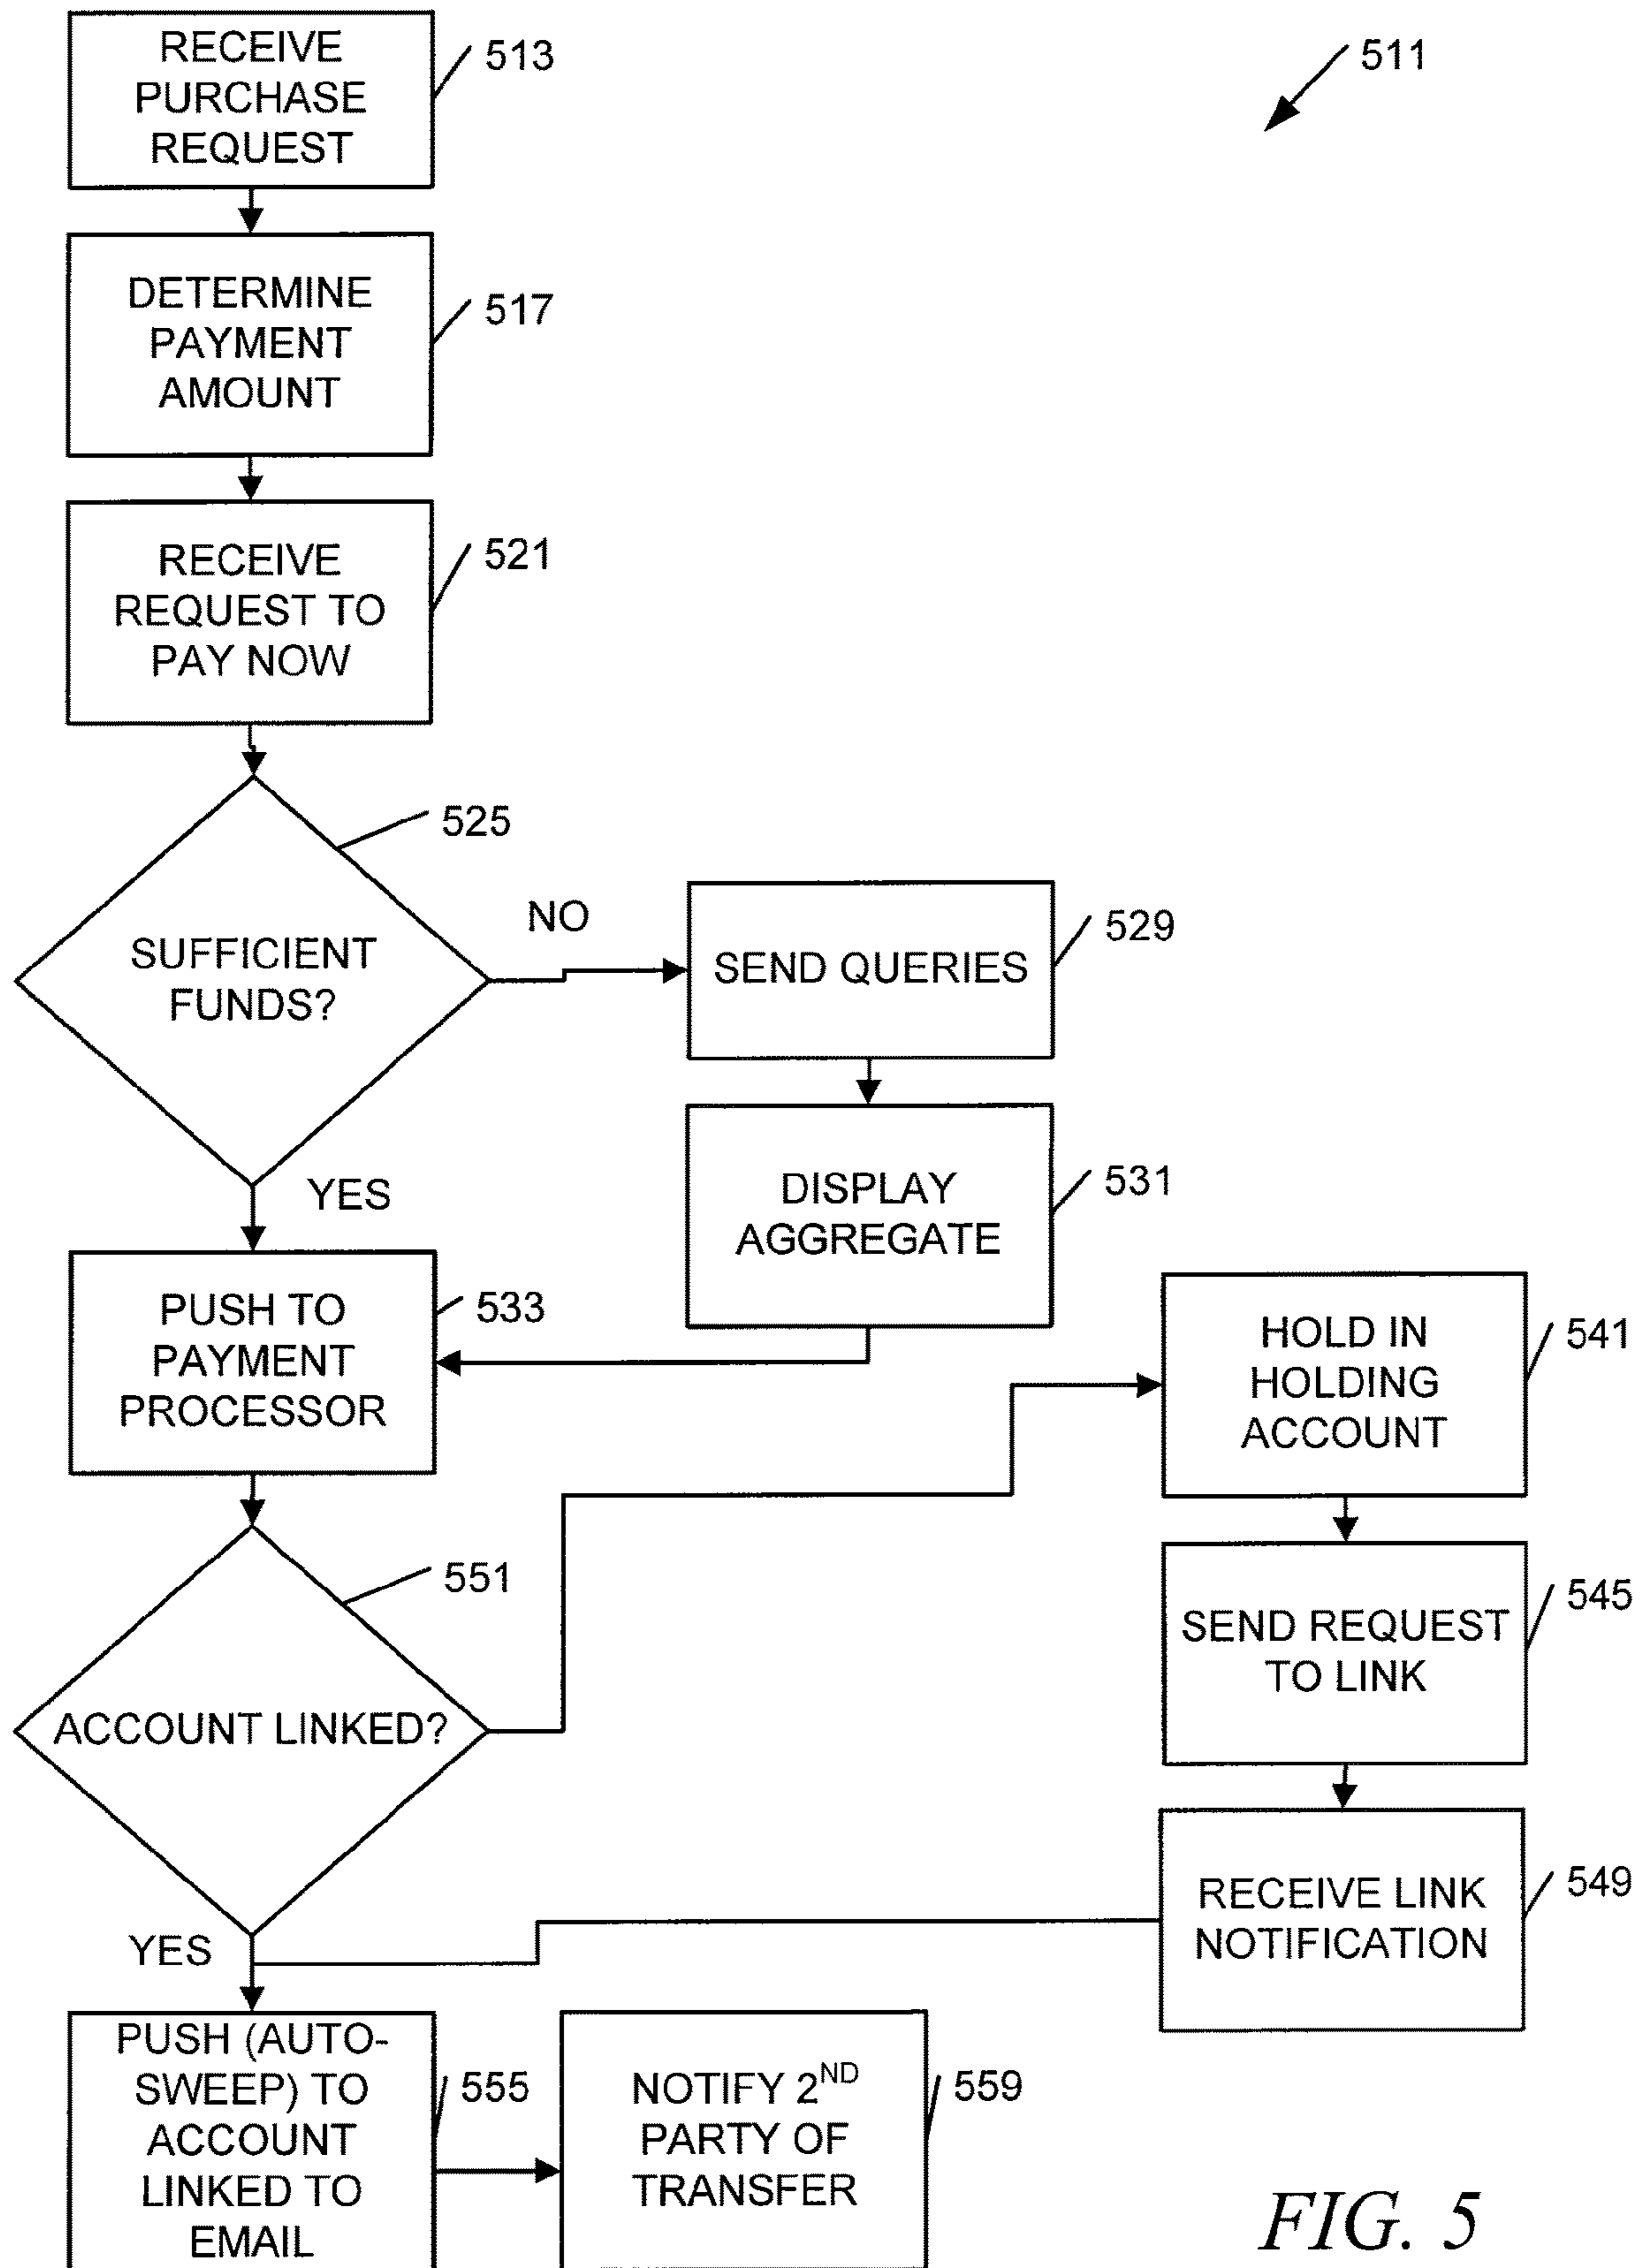 RECEIVE
PURCHASE
REQUEST
513
511
DETERMINE
PAYMENT
AMOUNT
517
RECEIVE
REQUEST TO
PAY NOW
521
525
SUFFICIENT
FUNDS?
NO
YES
SEND QUERIES
529
DISPLAY
AGGREGATE
531
PUSH TO
PAYMENT
PROCESSOR
533
HOLD IN
HOLDING
ACCOUNT
541
551
ACCOUNT LINKED?
SEND REQUEST
TO LINK
545
RECEIVE LINK
NOTIFICATION
549
YES
PUSH (AUTO-
SWEEP) TO
ACCOUNT
LINKED TO
EMAIL
555
NOTIFY 2ND
PARTY OF
TRANSFER
559
FIG. 5